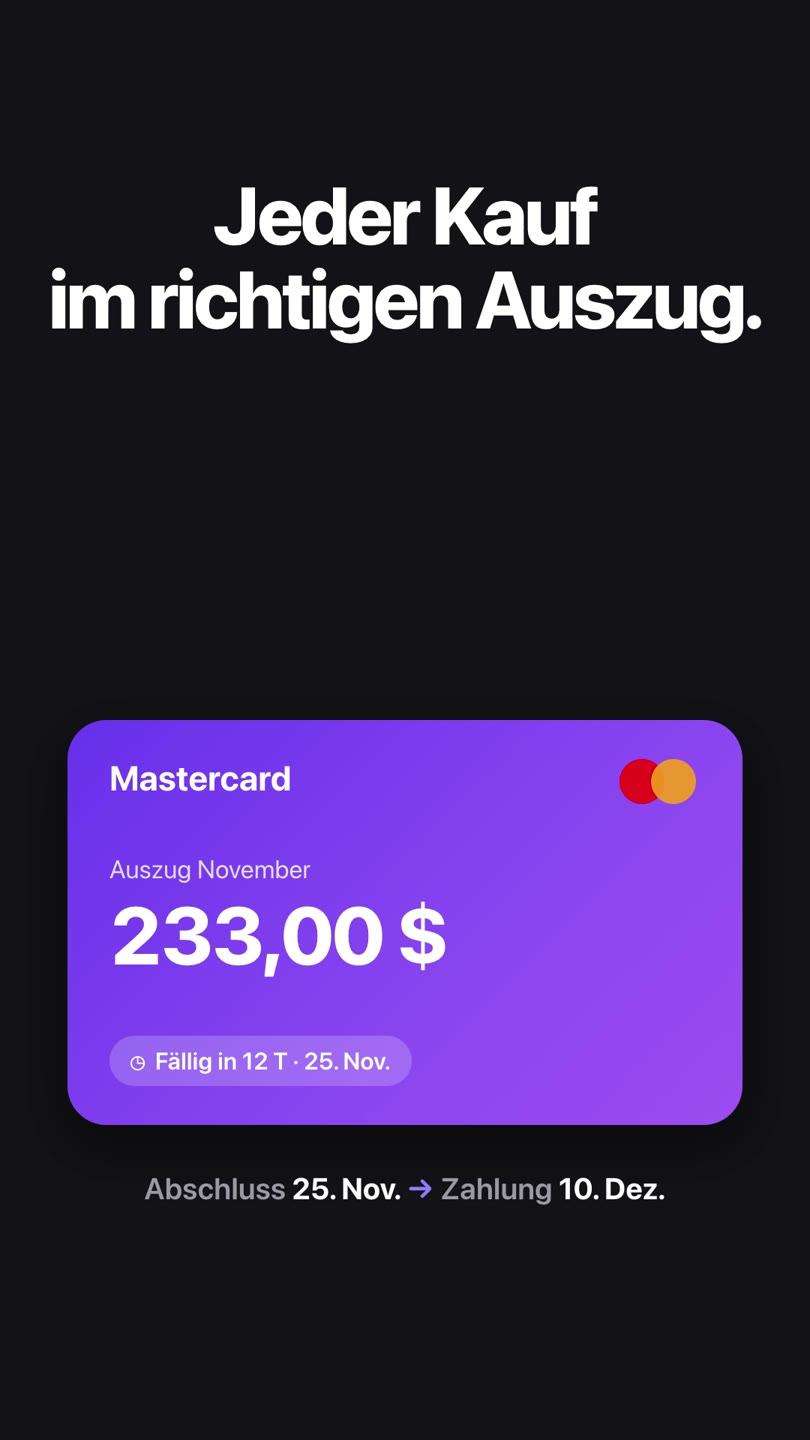 Jeder Kauf
im richtigen Auszug.
Mastercard
Auszug November
233,00 $
Fällig in 12 T · 25. Nov.
Abschluss 25. Nov. → Zahlung 10. Dez.